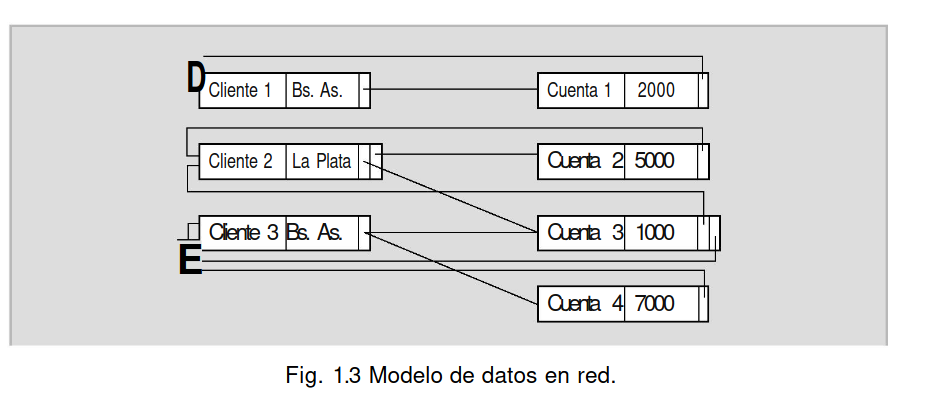 D
Cliente 1 Bs. As. Cuenta 1 2000
Cliente 2 La Plata Cuenta 2 5000
Cliente 3 Bs. As. Cuenta 3 1000
E
Cuenta 4 7000
Fig. 1.3 Modelo de datos en red.